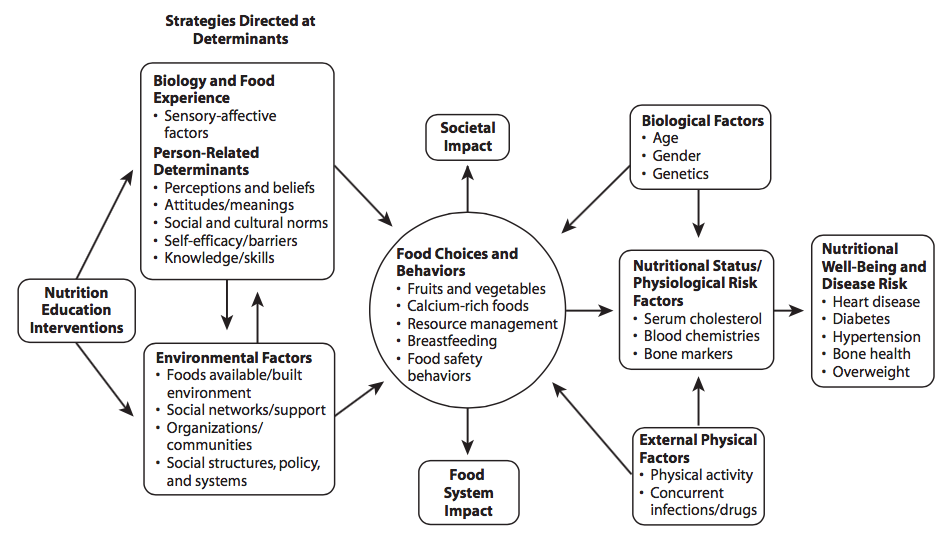 Strategies Directed at
Determinants
Biology and Food
Experience
• Sensory-affective
factors
Person-Related
Determinants
• Perceptions and beliefs
• Attitudes/meanings
• Social and cultural norms
• Self-efficacy/barriers
• Knowledge/skills
Nutrition
Education
Interventions
Environmental Factors
• Foods available/built
environment
• Social networks/support
• Organizations/
communities
• Social structures, policy,
and systems
Societal
Impact
Food Choices and
Behaviors
• Fruits and vegetables
• Calcium-rich foods
• Resource management
• Breastfeeding
• Food safety
behaviors
Food
System
Impact
Biological Factors
• Age
• Gender
• Genetics
Nutritional Status/
Physiological Risk
Factors
• Serum cholesterol
• Blood chemistries
• Bone markers
External Physical
Factors
• Physical activity
• Concurrent
infections/drugs
Nutritional
Well-Being and
Disease Risk
• Heart disease
• Diabetes
• Hypertension
• Bone health
• Overweight